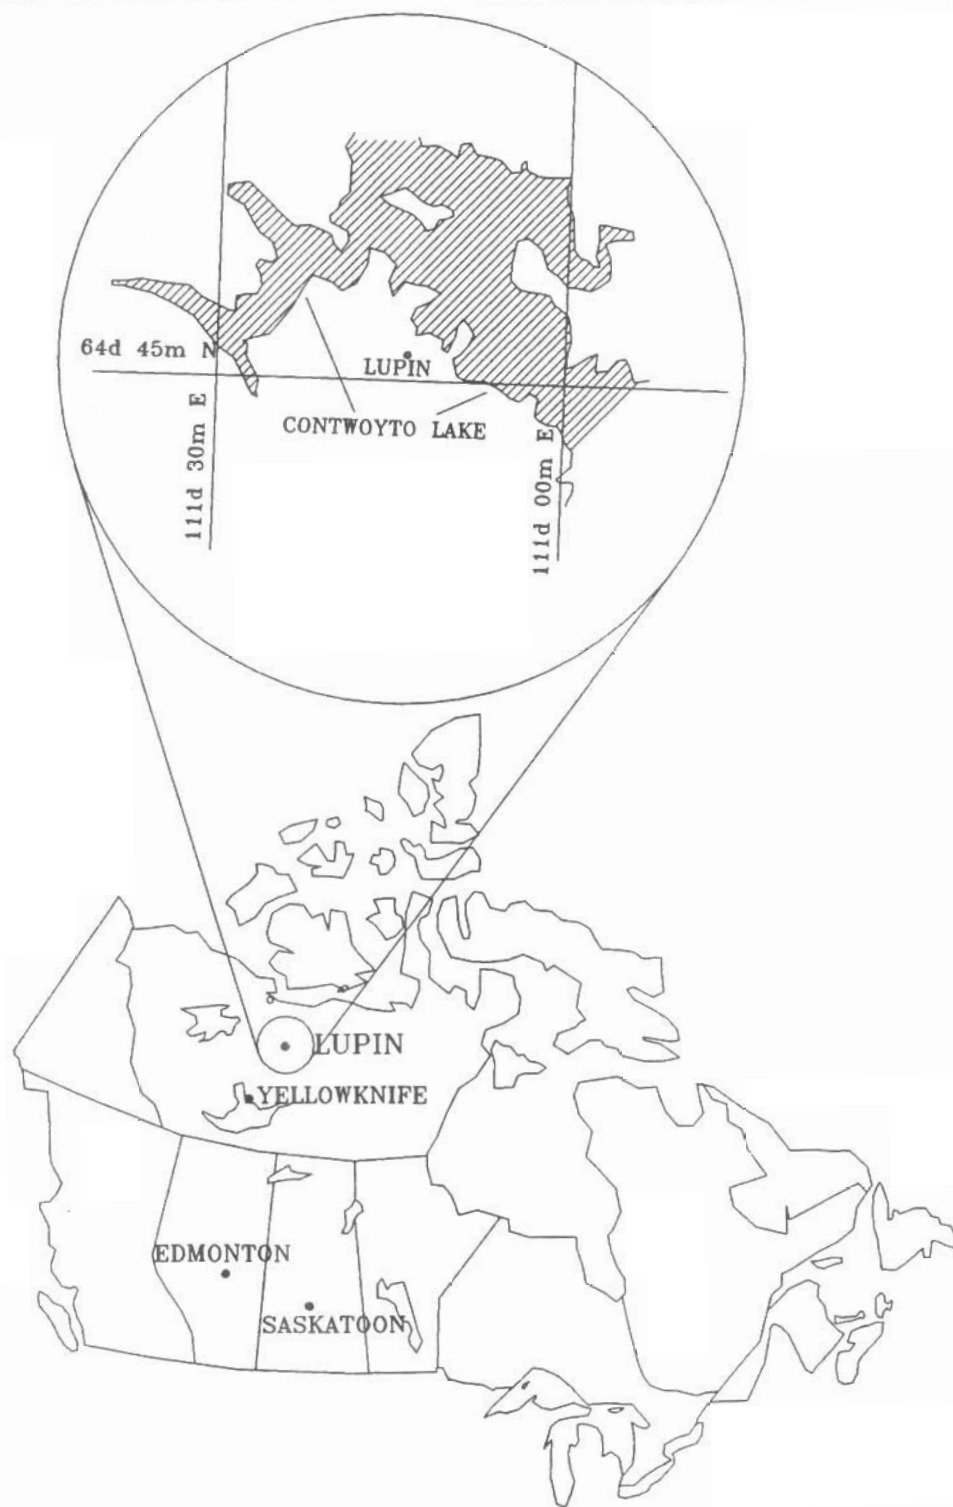 64d 45m N
LUPIN
CONTWOYTO LAKE
111d 30m E
111d 00m E
LUPIN
YELLOWKNIFE
EDMONTON
SASKATOON